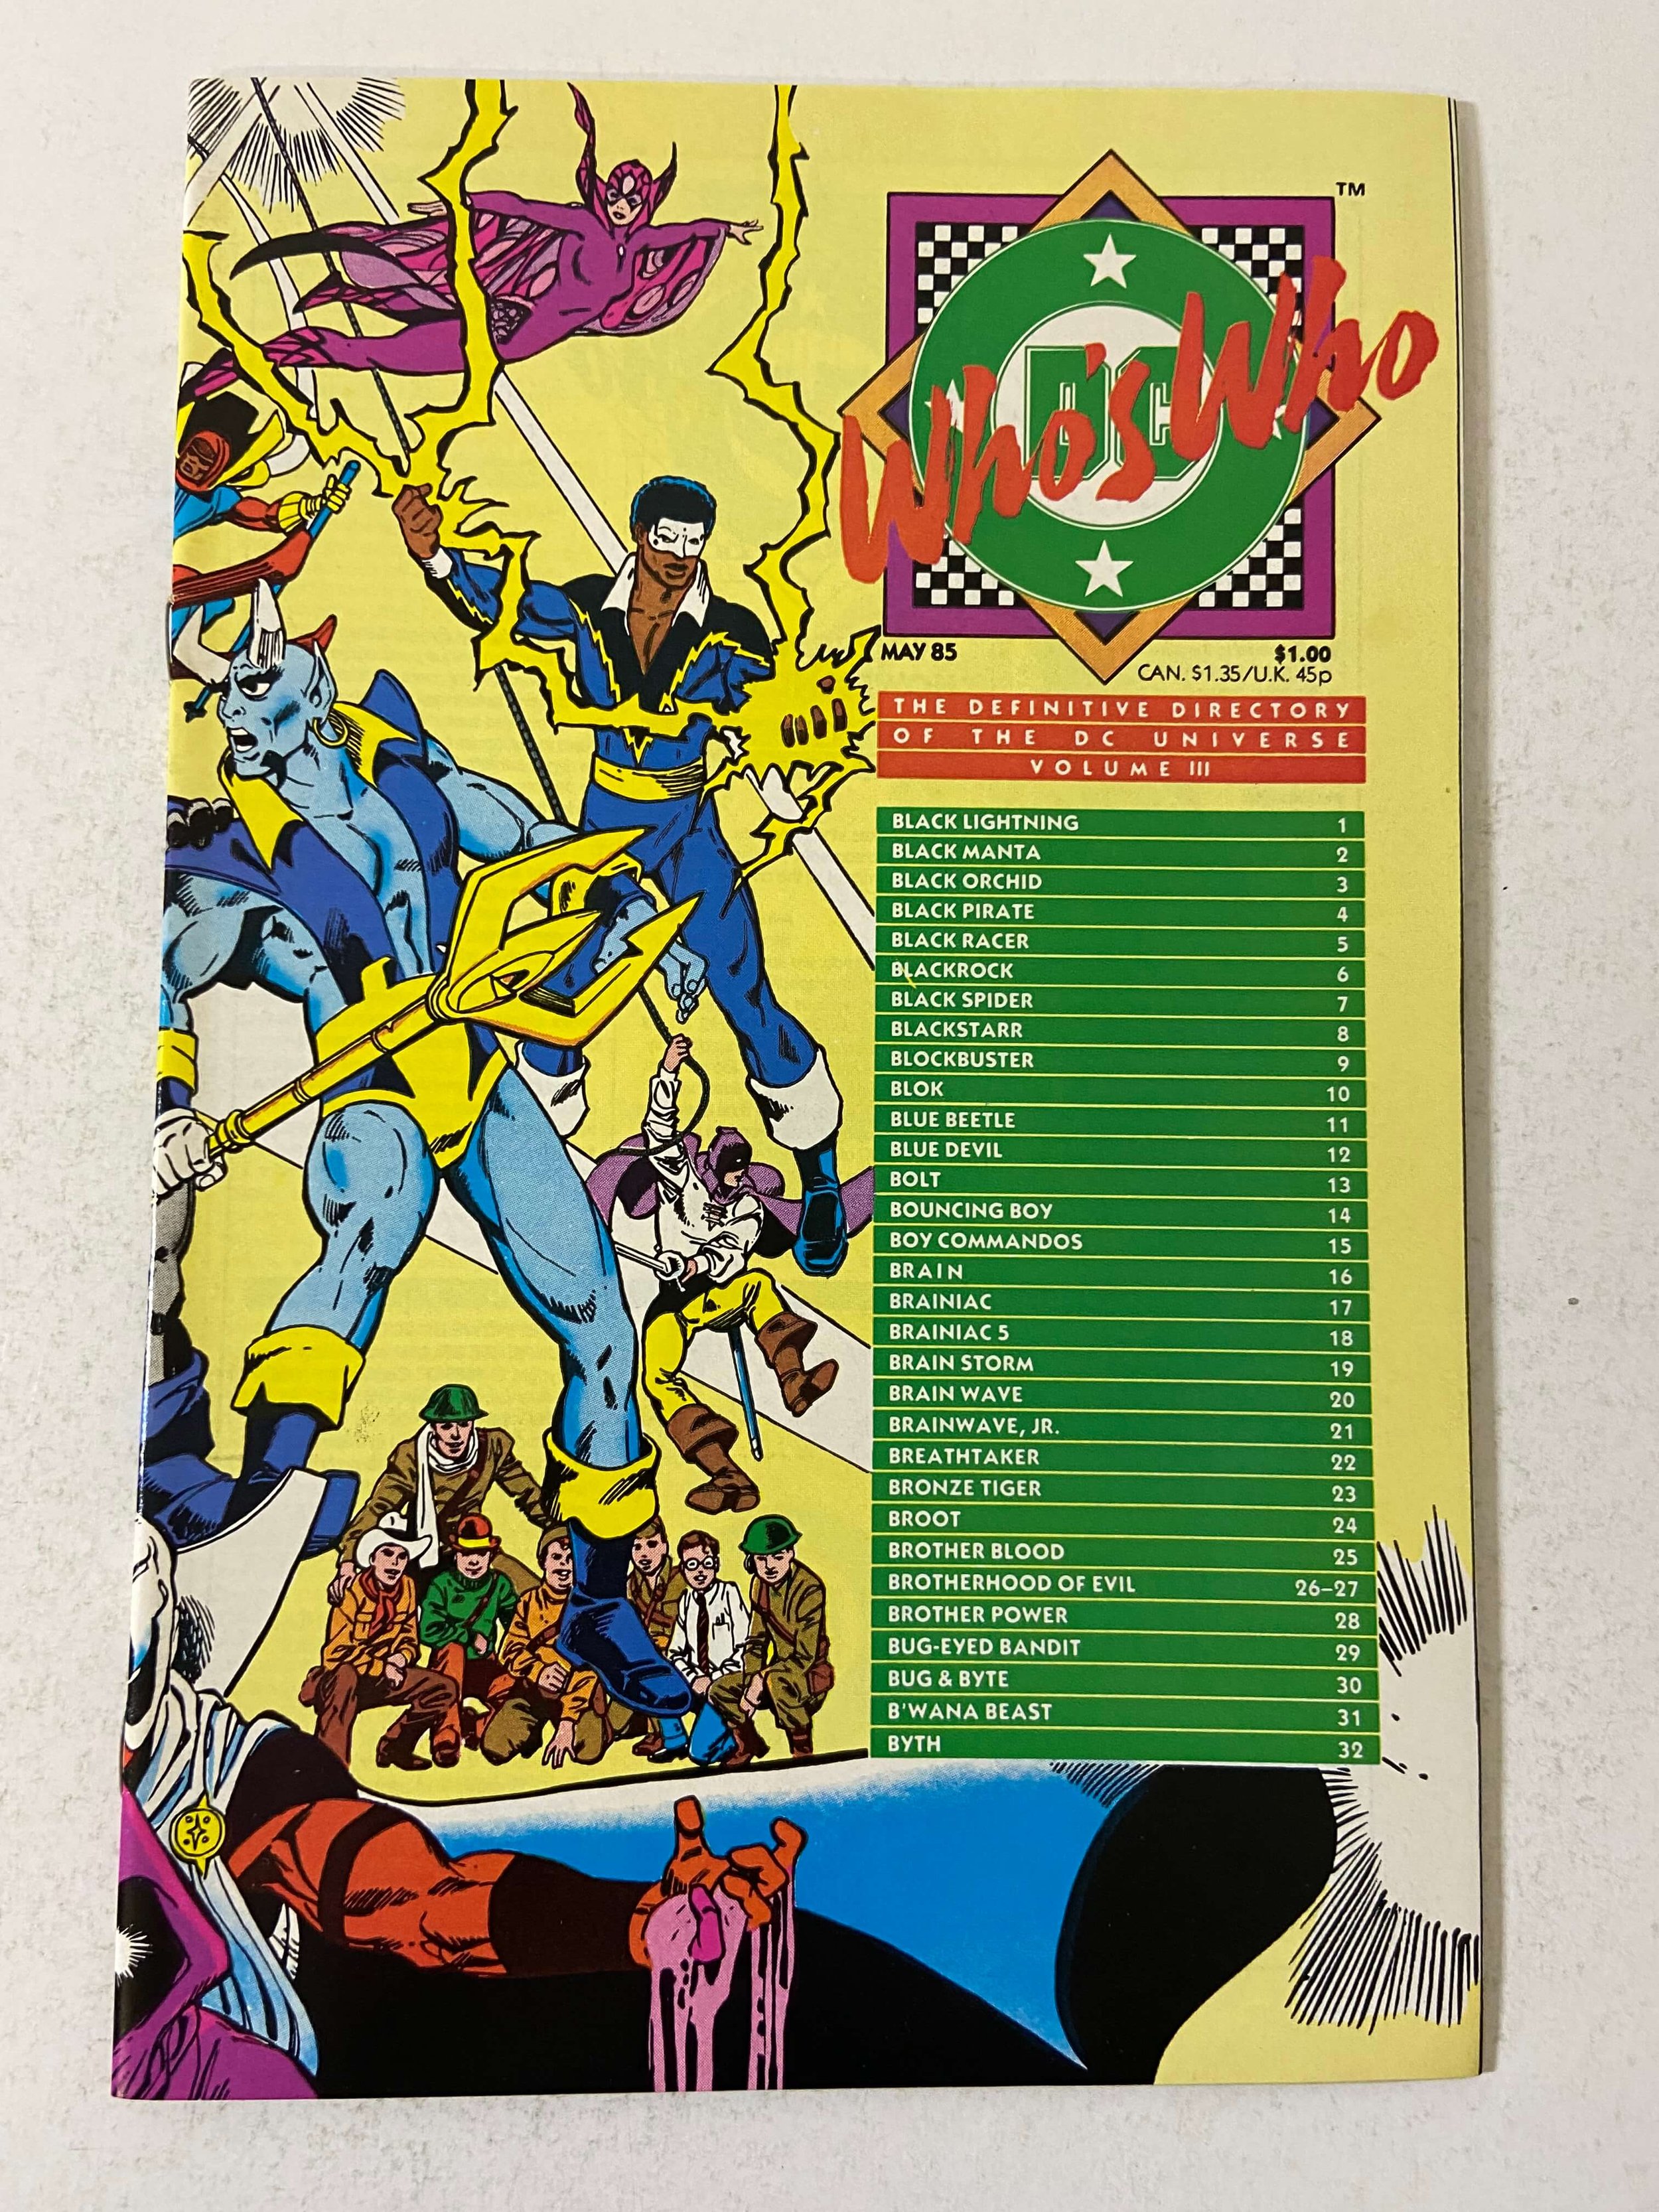 TM
DC
Who's Who
MAY 85
$1.00
CAN. $1.35/U.K. 45p
THE DEFINITIVE DIRECTORY
OF THE DC UNIVERSE
VOLUME III
BLACK LIGHTNING 1
BLACK MANTA 2
BLACK ORCHID 3
BLACK PIRATE 4
BLACK RACER 5
BLACKROCK 6
BLACK SPIDER 7
BLACKSTARR 8
BLOCKBUSTER 9
BLOK 10
BLUE BEETLE 11
BLUE DEVIL 12
BOLT 13
BOUNCING BOY 14
BOY COMMANDOS 15
BRAIN 16
BRAINIAC 17
BRAINIAC 5 18
BRAIN STORM 19
BRAIN WAVE 20
BRAINWAVE, JR. 21
BREATHTAKER 22
BRONZE TIGER 23
BROOT 24
BROTHER BLOOD 25
BROTHERHOOD OF EVIL 26–27
BROTHER POWER 28
BUG-EYED BANDIT 29
BUG & BYTE 30
B'WANA BEAST 31
BYTH 32